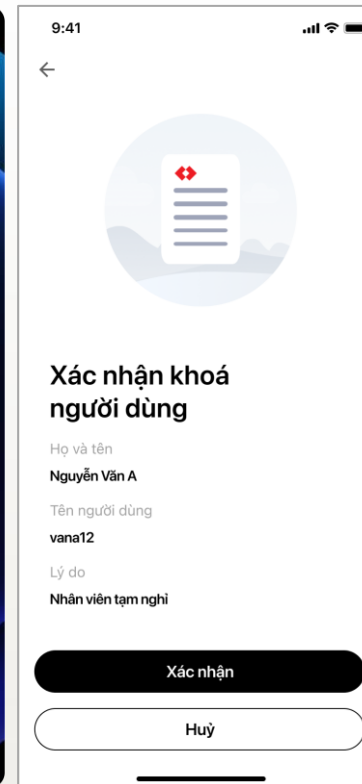 9:41
Xác nhận khoá
người dùng
Họ và tên
Nguyễn Văn A
Tên người dùng
vana12
Lý do
Nhân viên tạm nghỉ
Xác nhận
Huỷ